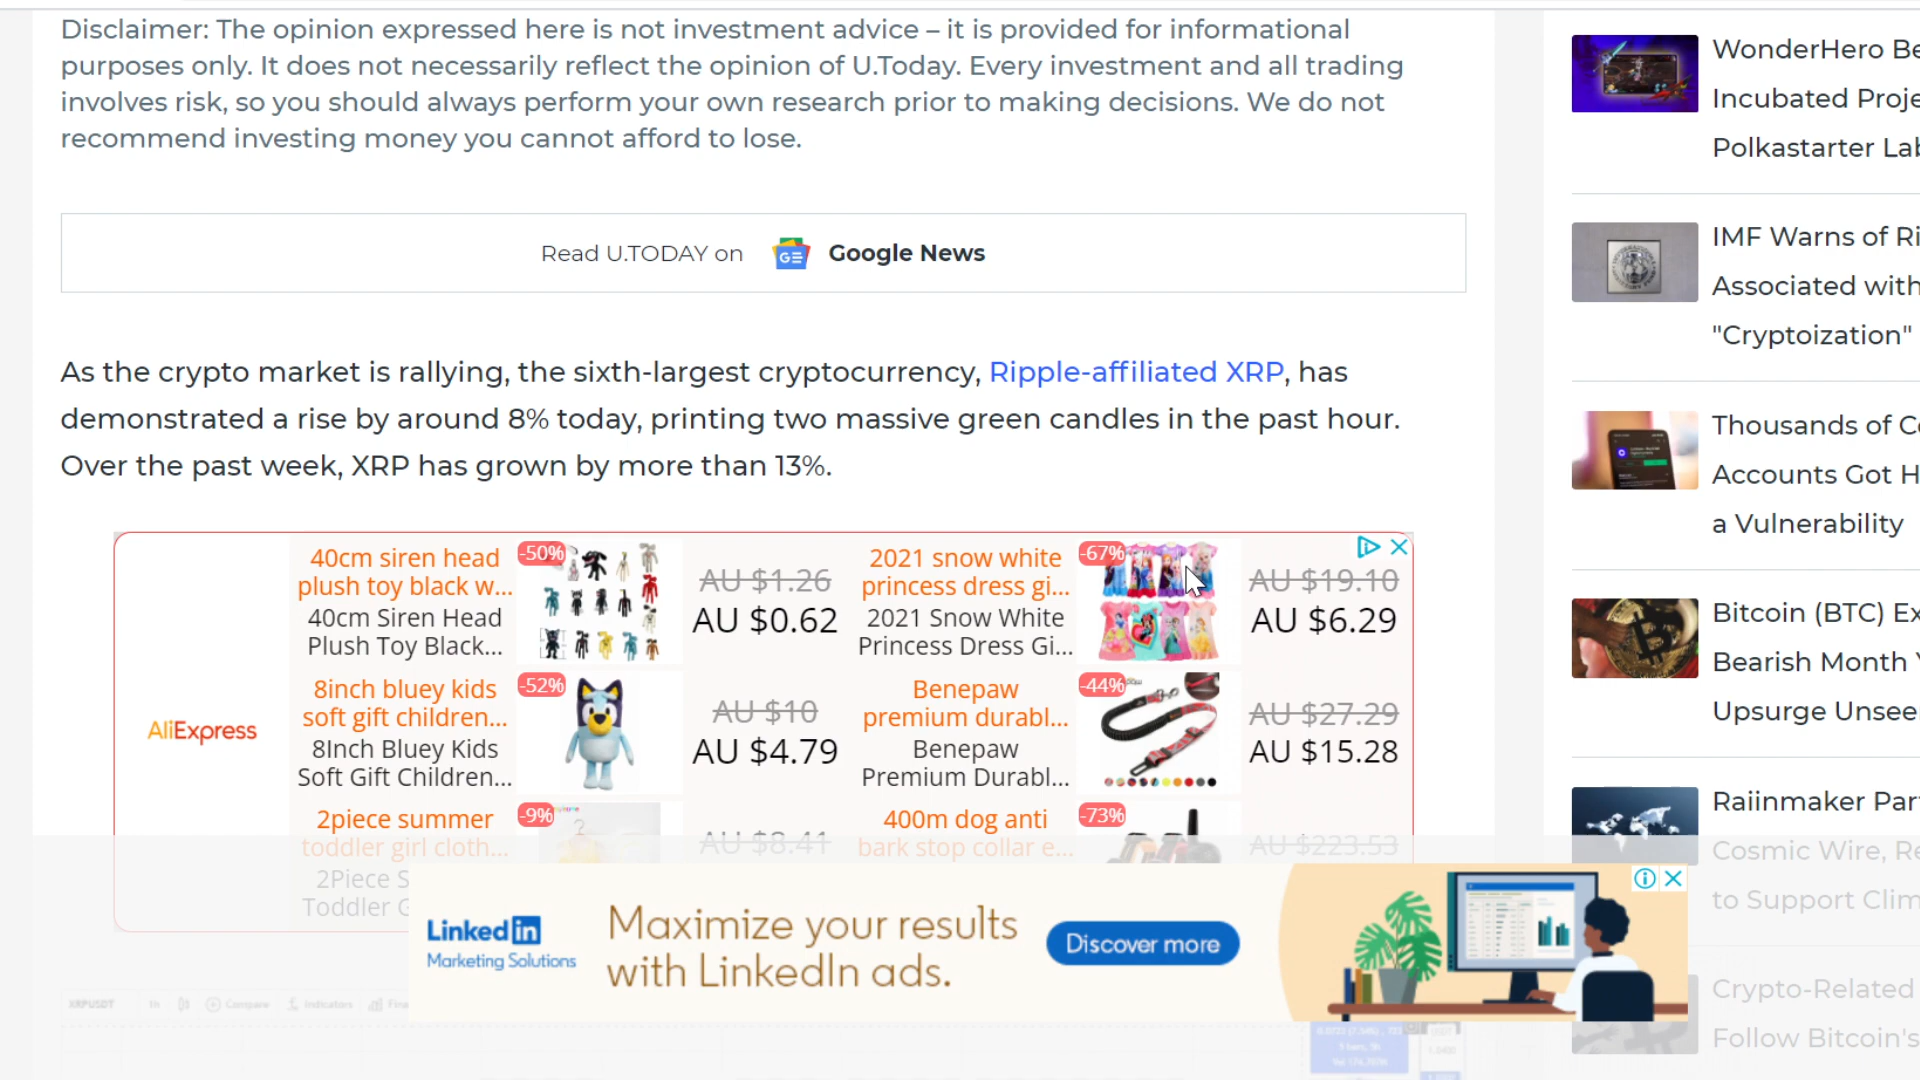 Disclaimer: The opinion expressed here is not investment advice – it is provided for informational
purposes only. It does not necessarily reflect the opinion of U.Today. Every investment and all trading
involves risk, so you should always perform your own research prior to making decisions. We do not
recommend investing money you cannot afford to lose.
Read U.TODAY on Google News
As the crypto market is rallying, the sixth-largest cryptocurrency, Ripple-affiliated XRP, has
demonstrated a rise by around 8% today, printing two massive green candles in the past hour.
Over the past week, XRP has grown by more than 13%.
AliExpress
40cm siren head
plush toy black w...
40cm Siren Head
Plush Toy Black...
-50%
AU $1.26
AU $0.62
2021 snow white
princess dress gi...
2021 Snow White
Princess Dress Gi...
-67%
AU $19.10
AU $6.29
8inch bluey kids
soft gift children...
8Inch Bluey Kids
Soft Gift Children...
-52%
AU $10
AU $4.79
Benepaw
premium durabl...
Benepaw
Premium Durabl...
-44%
AU $27.29
AU $15.28
2piece summer
toddler girl cloth...
2Piece S
Toddler G
-9%
AU $8.41
400m dog anti
bark stop collar e...
-73%
AU $223.53
LinkedIn
Marketing Solutions
Maximize your results
with LinkedIn ads.
Discover more
XRPUSDT 1h Compare Indicators Fina
WonderHero Be
Incubated Proje
Polkastarter Lab
IMF Warns of Ri
Associated with
"Cryptoization"
Thousands of Co
Accounts Got H
a Vulnerability
Bitcoin (BTC) Ex
Bearish Month
Upsurge Unsee
Raiinmaker Par
Cosmic Wire, Re
to Support Clim
Crypto-Related
Follow Bitcoin's